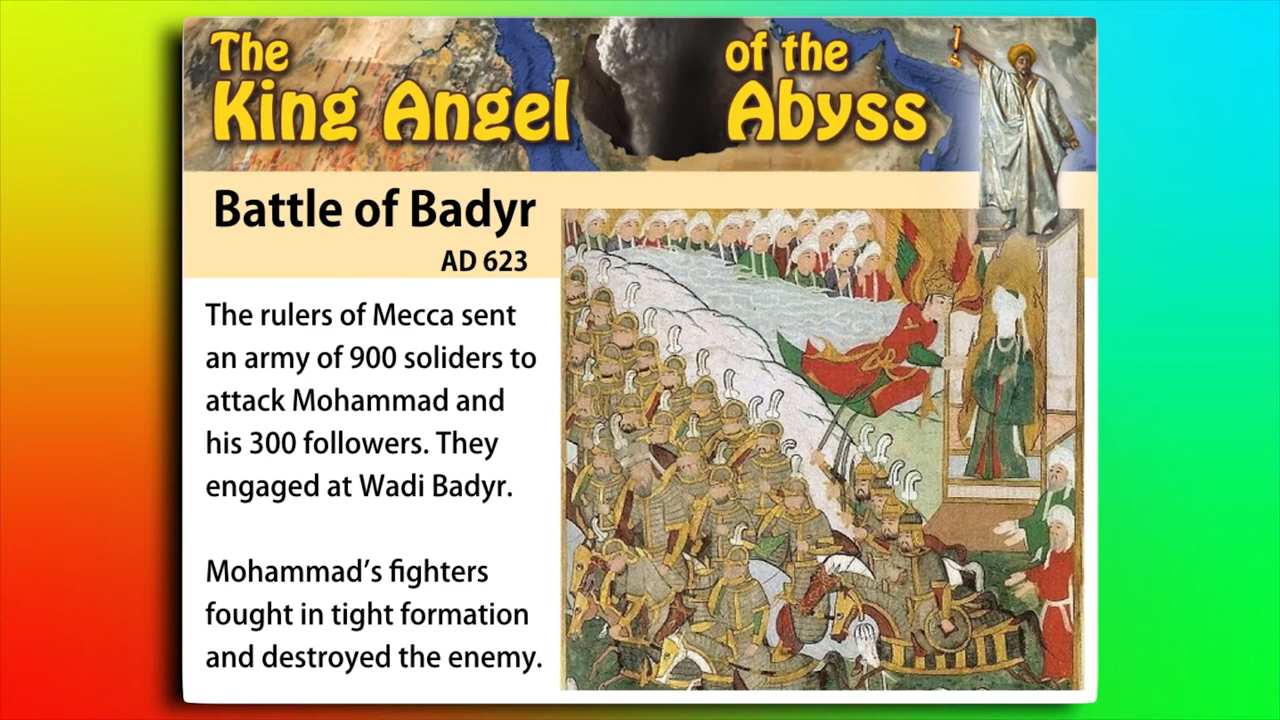 The of the
King Angel Abyss
Battle of Badyr
AD 623
The rulers of Mecca sent
an army of 900 soliders to
attack Mohammad and
his 300 followers. They
engaged at Wadi Badyr.
Mohammad’s fighters
fought in tight formation
and destroyed the enemy.